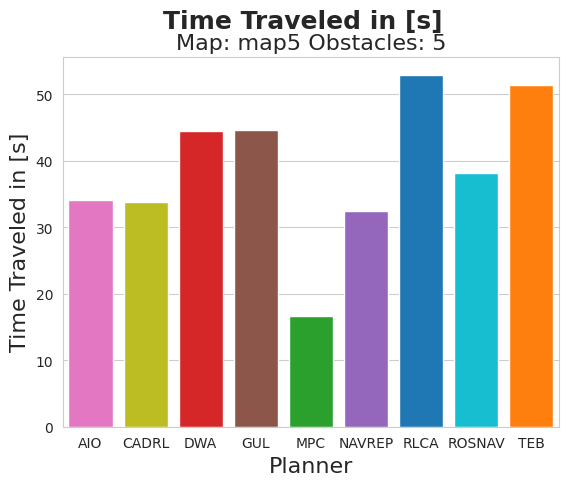 Time Traveled in [s]
Map: map5 Obstacles: 5
Time Traveled in [s]
50
40
30
20
10
0
AIO CADRL DWA GUL MPC NAVREP RLCA ROSNAV TEB
Planner